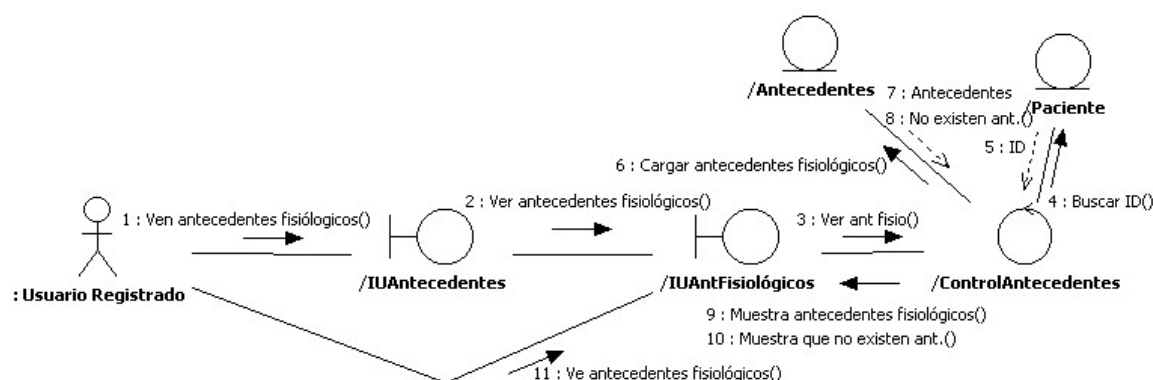 /Antecedentes
7 : Antecedentes
/Paciente
8 : No existen ant.()
5 : ID
6 : Cargar antecedentes fisiológicos()
1 : Ven antecedentes fisiólogicos()
2 : Ver antecedentes fisiológicos()
3 : Ver ant fisio()
4 : Buscar ID()
: Usuario Registrado
/IUAntecedentes
/IUAntFisiológicos
/ControlAntecedentes
9 : Muestra antecedentes fisiológicos()
10 : Muestra que no existen ant.()
11 : Ve antecedentes fisiológicos()